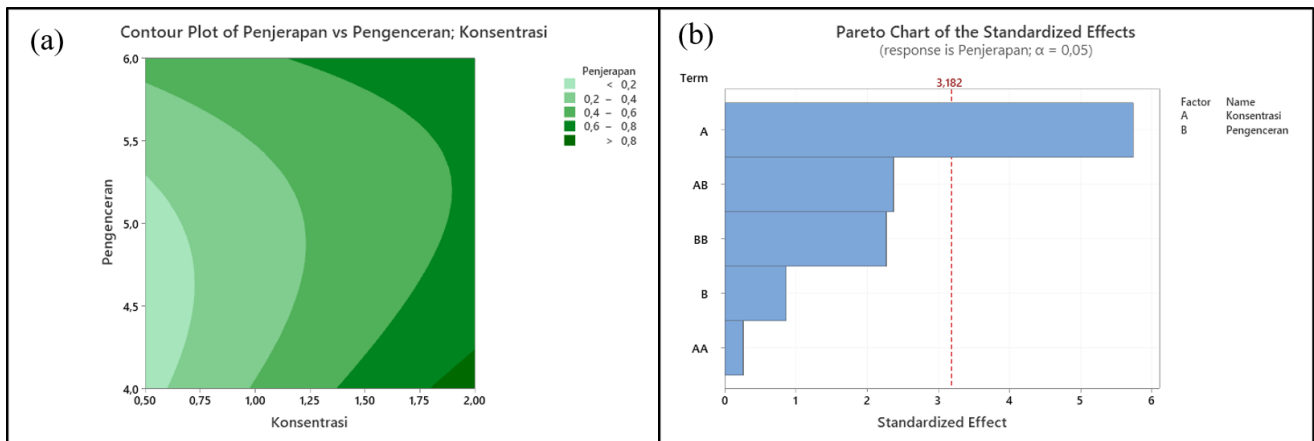 (a)
Contour Plot of Penjerapan vs Pengenceran; Konsentrasi
6,0
5,5
5,0
4,5
4,0
Pengenceran
0,50 0,75 1,00 1,25 1,50 1,75 2,00
Konsentrasi
Penjerapan
< 0,2
0,2 – 0,4
0,4 – 0,6
0,6 – 0,8
> 0,8
(b)
Pareto Chart of the Standardized Effects
(response is Penjerapan; α = 0,05)
Term
3,182
A
AB
BB
B
AA
0 1 2 3 4 5 6
Standardized Effect
Factor Name
A Konsentrasi
B Pengenceran